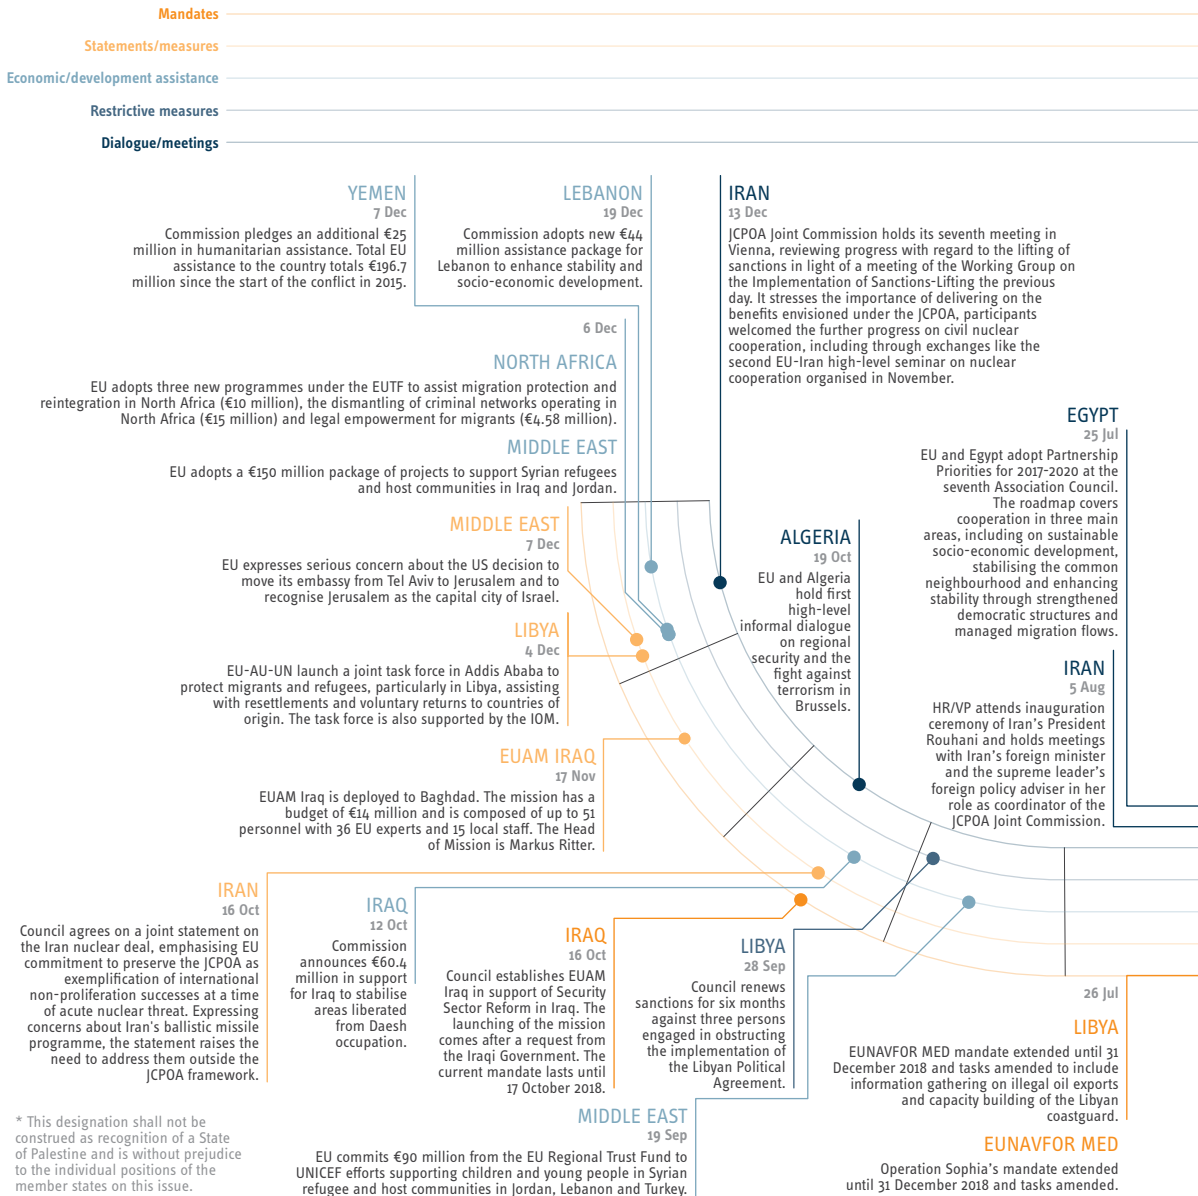 Mandates
Statements/measures
Economic/development assistance
Restrictive measures
Dialogue/meetings
YEMEN
7 Dec
Commission pledges an additional €25
million in humanitarian assistance. Total EU
assistance to the country totals €196.7
million since the start of the conflict in 2015.
LEBANON
19 Dec
Commission adopts new €44
million assistance package for
Lebanon to enhance stability and
socio-economic development.
IRAN
13 Dec
JCPOA Joint Commission holds its seventh meeting in
Vienna, reviewing progress with regard to the lifting of
sanctions in light of a meeting of the Working Group on
the Implementation of Sanctions-Lifting the previous
day. It stresses the importance of delivering on the
benefits envisioned under the JCPOA, participants
welcomed the further progress on civil nuclear
cooperation, including through exchanges like the
second EU-Iran high-level seminar on nuclear
cooperation organised in November.
6 Dec
NORTH AFRICA
EU adopts three new programmes under the EUTF to assist migration protection and
reintegration in North Africa (€10 million), the dismantling of criminal networks operating in
North Africa (€15 million) and legal empowerment for migrants (€4.58 million).
MIDDLE EAST
EU adopts a €150 million package of projects to support Syrian refugees
and host communities in Iraq and Jordan.
MIDDLE EAST
7 Dec
EU expresses serious concern about the US decision to
move its embassy from Tel Aviv to Jerusalem and to
recognise Jerusalem as the capital city of Israel.
LIBYA
4 Dec
EU-AU-UN launch a joint task force in Addis Ababa to
protect migrants and refugees, particularly in Libya, assisting
with resettlements and voluntary returns to countries of
origin. The task force is also supported by the IOM.
EUAM IRAQ
17 Nov
EUAM Iraq is deployed to Baghdad. The mission has a
budget of €14 million and is composed of up to 51
personnel with 36 EU experts and 15 local staff. The Head
of Mission is Markus Ritter.
ALGERIA
19 Oct
EU and Algeria
hold first
high-level
informal dialogue
on regional
security and the
fight against
terrorism in
Brussels.
EGYPT
25 Jul
EU and Egypt adopt Partnership
Priorities for 2017-2020 at the
seventh Association Council.
The roadmap covers
cooperation in three main
areas, including on sustainable
socio-economic development,
stabilising the common
neighbourhood and enhancing
stability through strengthened
democratic structures and
managed migration flows.
IRAN
5 Aug
HR/VP attends inauguration
ceremony of Iran's President
Rouhani and holds meetings
with Iran's foreign minister
and the supreme leader's
foreign policy adviser in her
role as coordinator of the
JCPOA Joint Commission.
IRAN
16 Oct
Council agrees on a joint statement on
the Iran nuclear deal, emphasising EU
commitment to preserve the JCPOA as
exemplification of international
non-proliferation successes at a time
of acute nuclear threat. Expressing
concerns about Iran's ballistic missile
programme, the statement raises the
need to address them outside the
JCPOA framework.
IRAQ
12 Oct
Commission
announces €60.4
million in support
for Iraq to stabilise
areas liberated
from Daesh
occupation.
IRAQ
16 Oct
Council establishes EUAM
Iraq in support of Security
Sector Reform in Iraq. The
launching of the mission
comes after a request from
the Iraqi Government. The
current mandate lasts until
17 October 2018.
LIBYA
28 Sep
Council renews
sanctions for six months
against three persons
engaged in obstructing
the implementation of
the Libyan Political
Agreement.
26 Jul
LIBYA
EUNAVFOR MED mandate extended until 31
December 2018 and tasks amended to include
information gathering on illegal oil exports
and capacity building of the Libyan
coastguard.
EUNAVFOR MED
Operation Sophia's mandate extended
until 31 December 2018 and tasks amended.
MIDDLE EAST
19 Sep
EU commits €90 million from the EU Regional Trust Fund to
UNICEF efforts supporting children and young people in Syrian
refugee and host communities in Jordan, Lebanon and Turkey.
* This designation shall not be
construed as recognition of a State
of Palestine and is without prejudice
to the individual positions of the
member states on this issue.